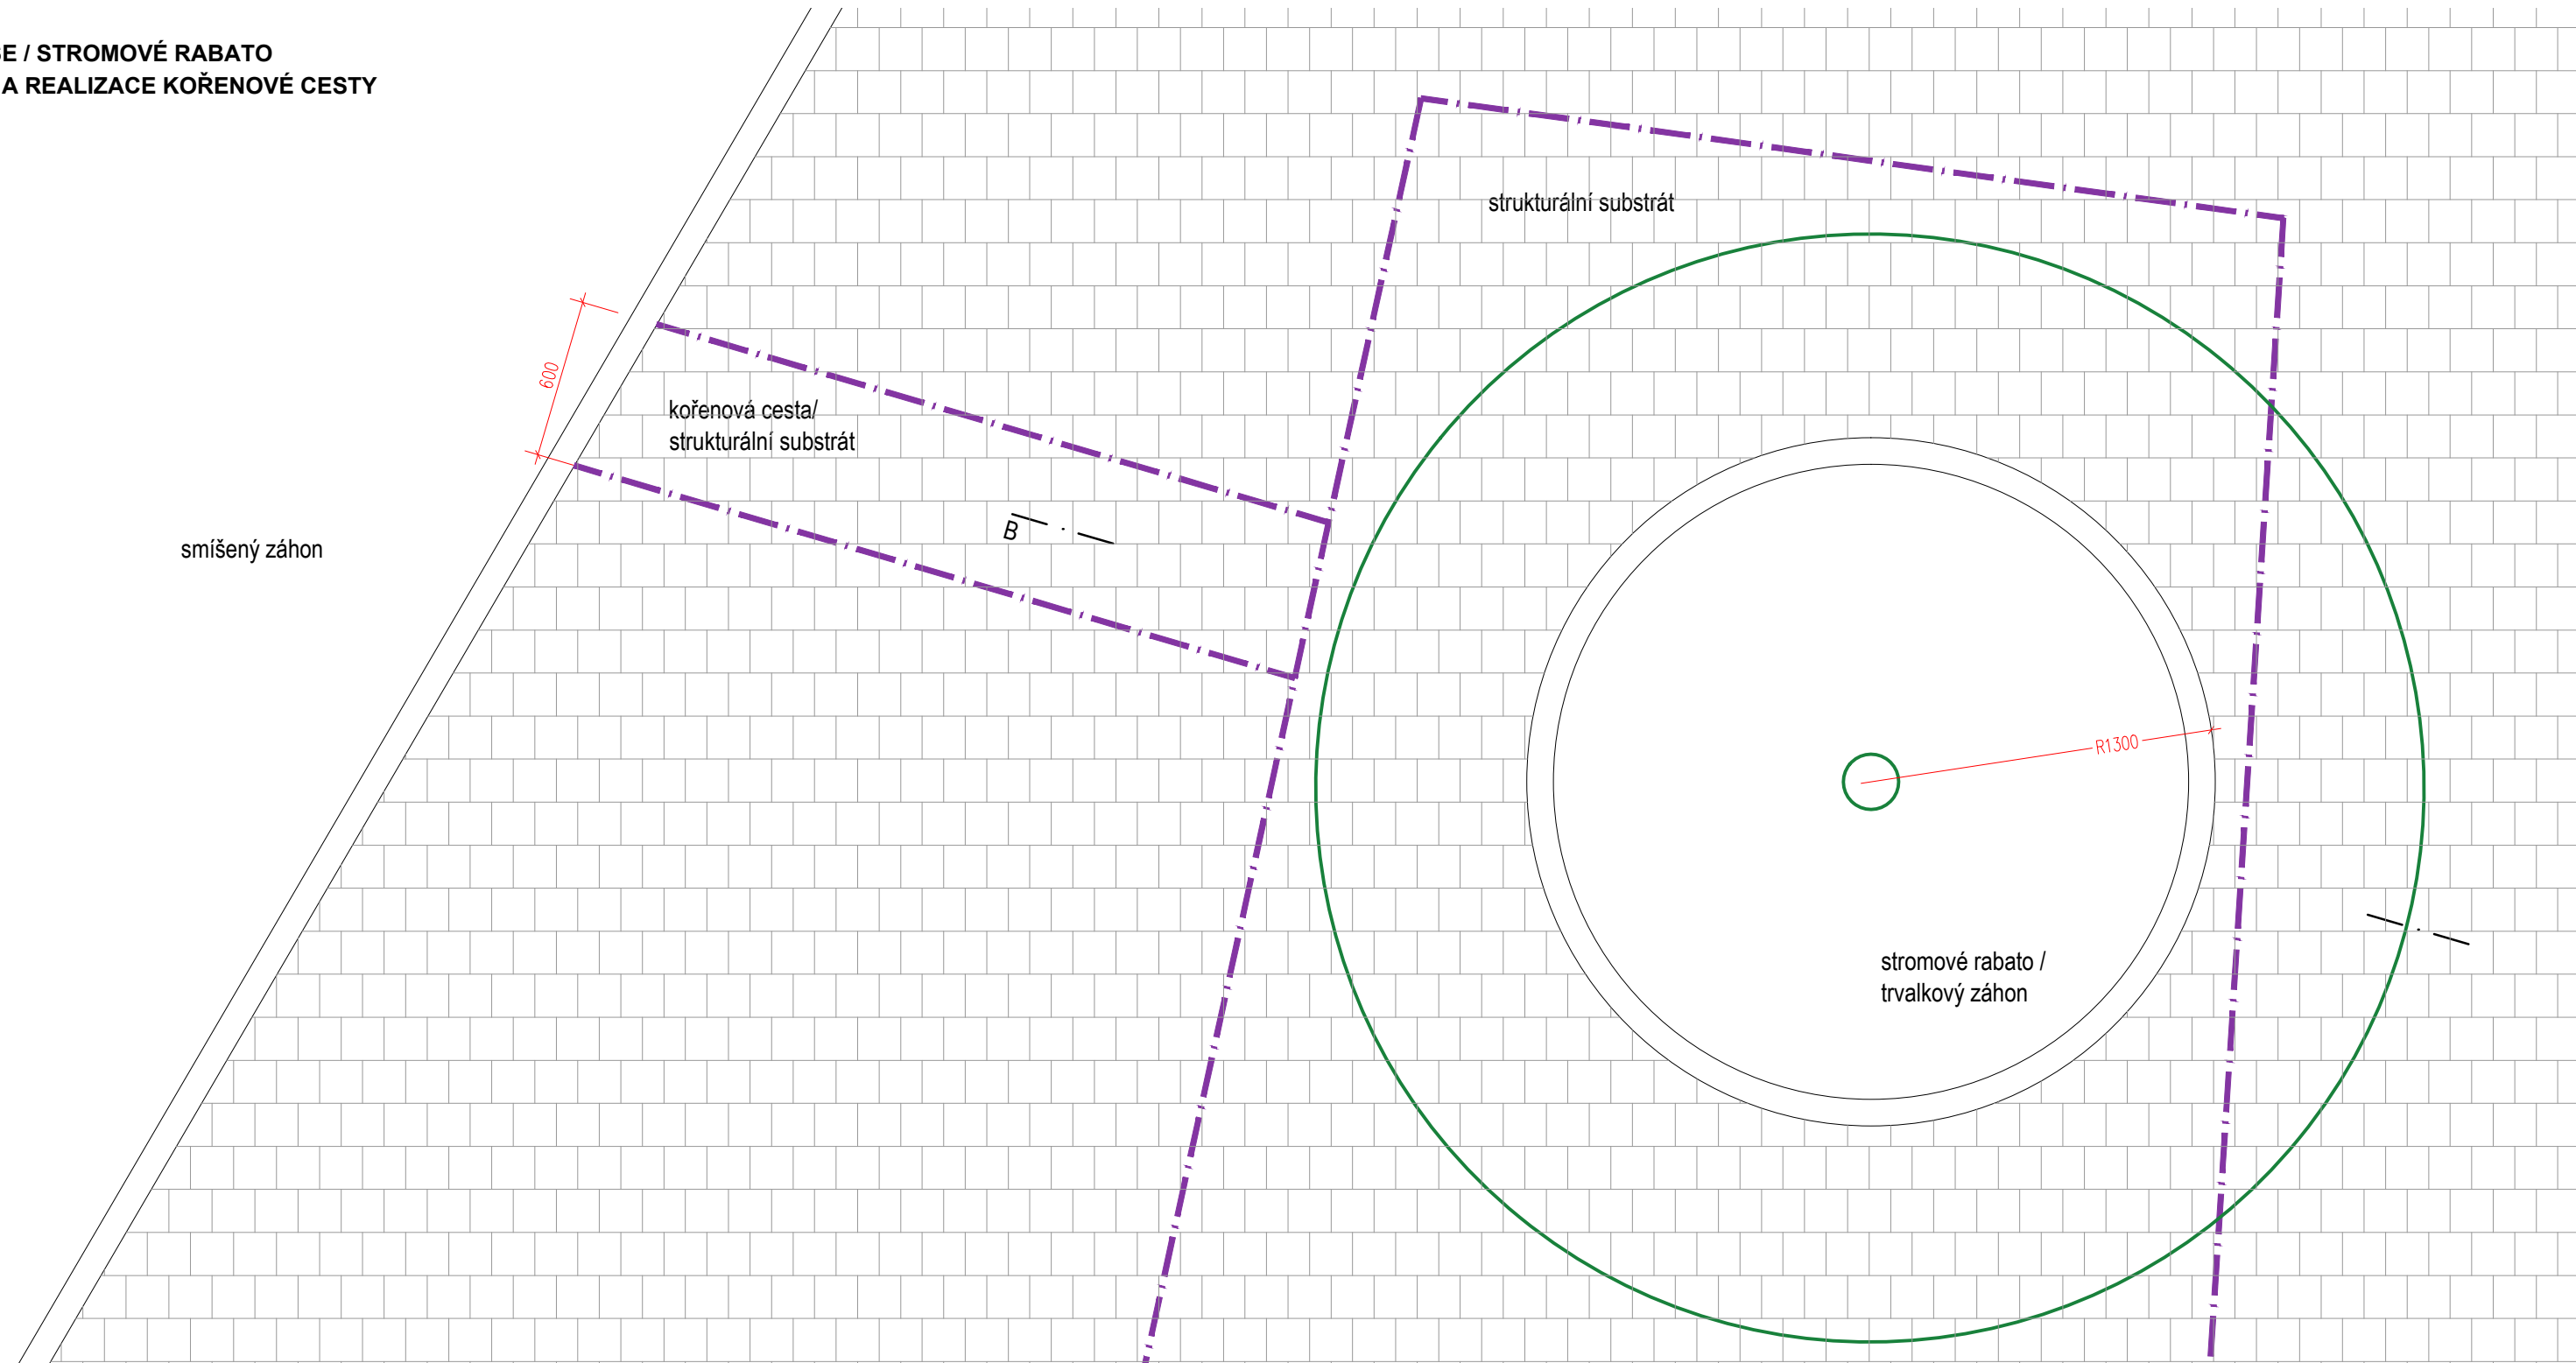 / STROMOVÉ RABATO
A REALIZACE KOŘENOVÉ CESTY
strukturální substrát
600
kořenová cesta/
strukturální substrát
B
smíšený záhon
R1300
stromové rabato /
trvalkový záhon